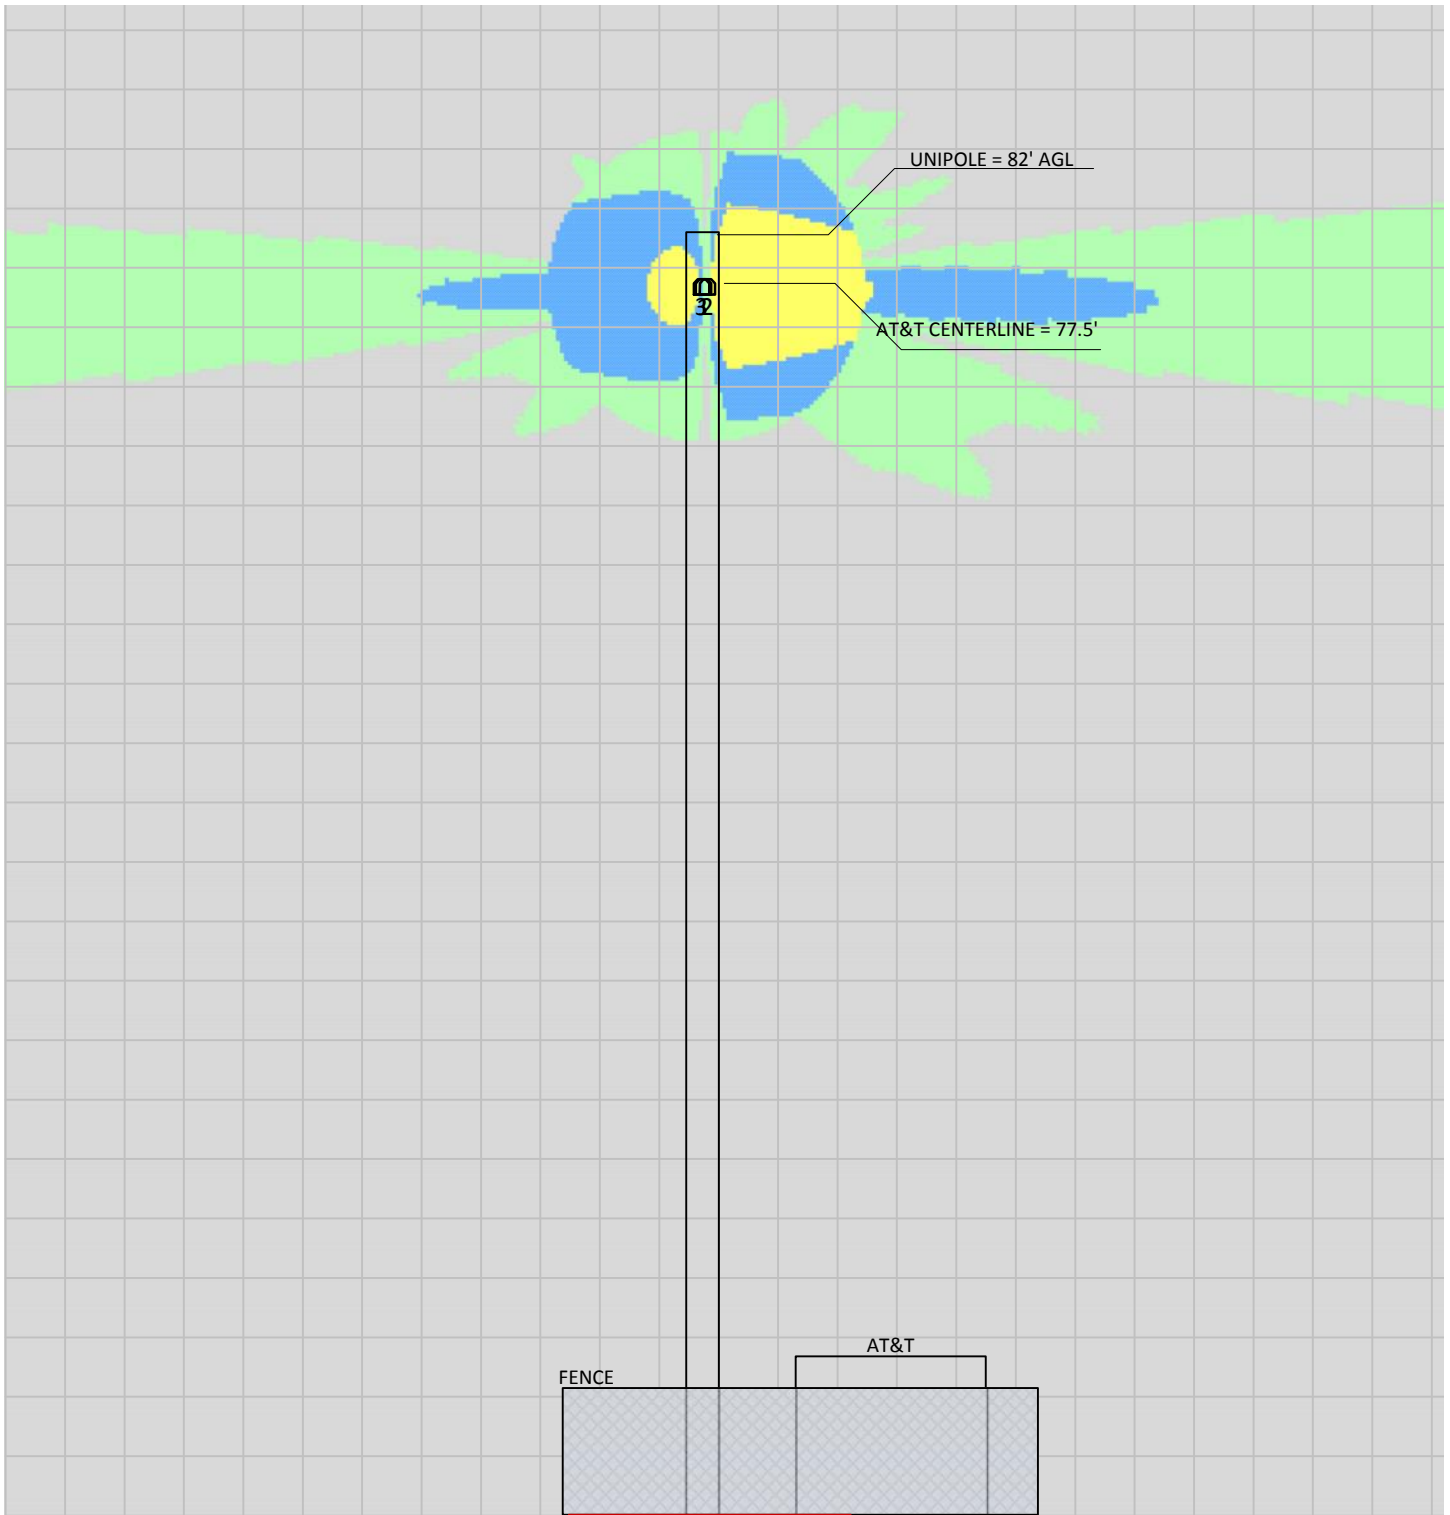 UNIPOLE = 82' AGL
AT&T CENTERLINE = 77.5'
AT&T
FENCE